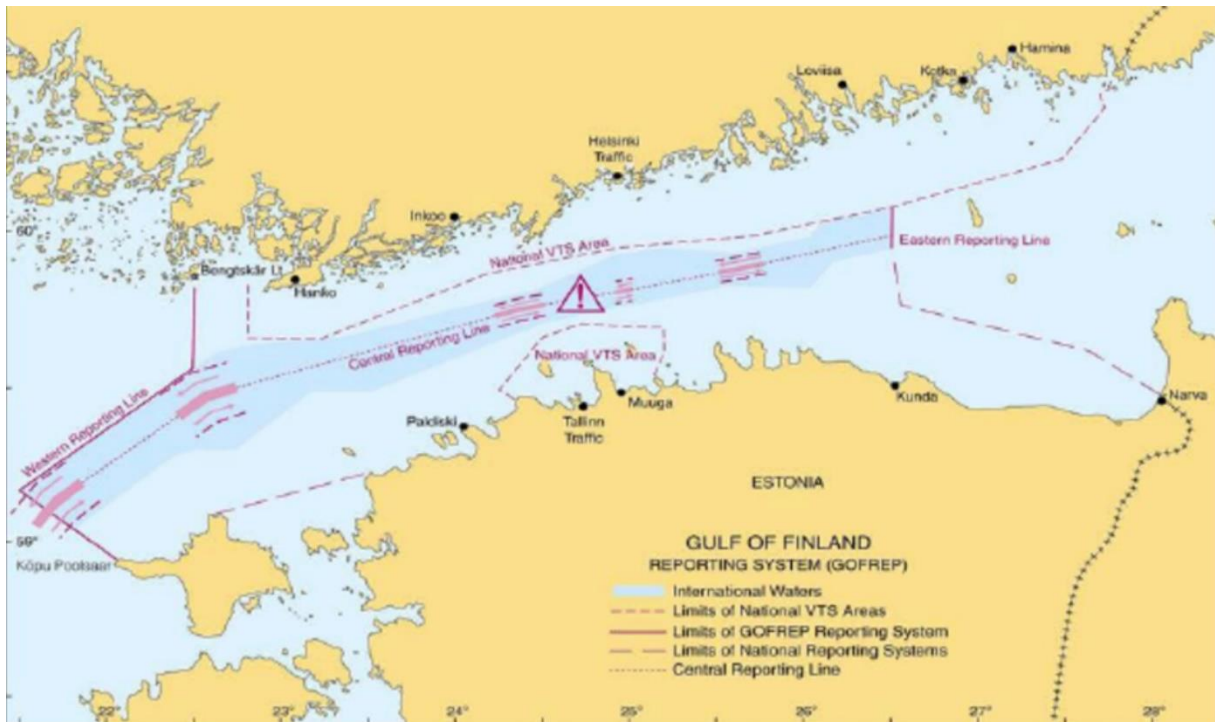 Hamina
Loviisa
Kotka
Helsinki
Traffic
Inkoo
60°
National VTS Area
Eastern Reporting Line
Bengtskär Lt
Hanko
Central Reporting Line
National VTS Area
Western Reporting Line
Paldiski
Tallinn
Traffic
Muuga
Kunda
Narva
ESTONIA
59°
Kõpu Poolsaar
GULF OF FINLAND
REPORTING SYSTEM (GOFREP)
International Waters
Limits of National VTS Areas
Limits of GOFREP Reporting System
Limits of National Reporting Systems
Central Reporting Line
22° 23° 24° 25° 26° 27° 28°